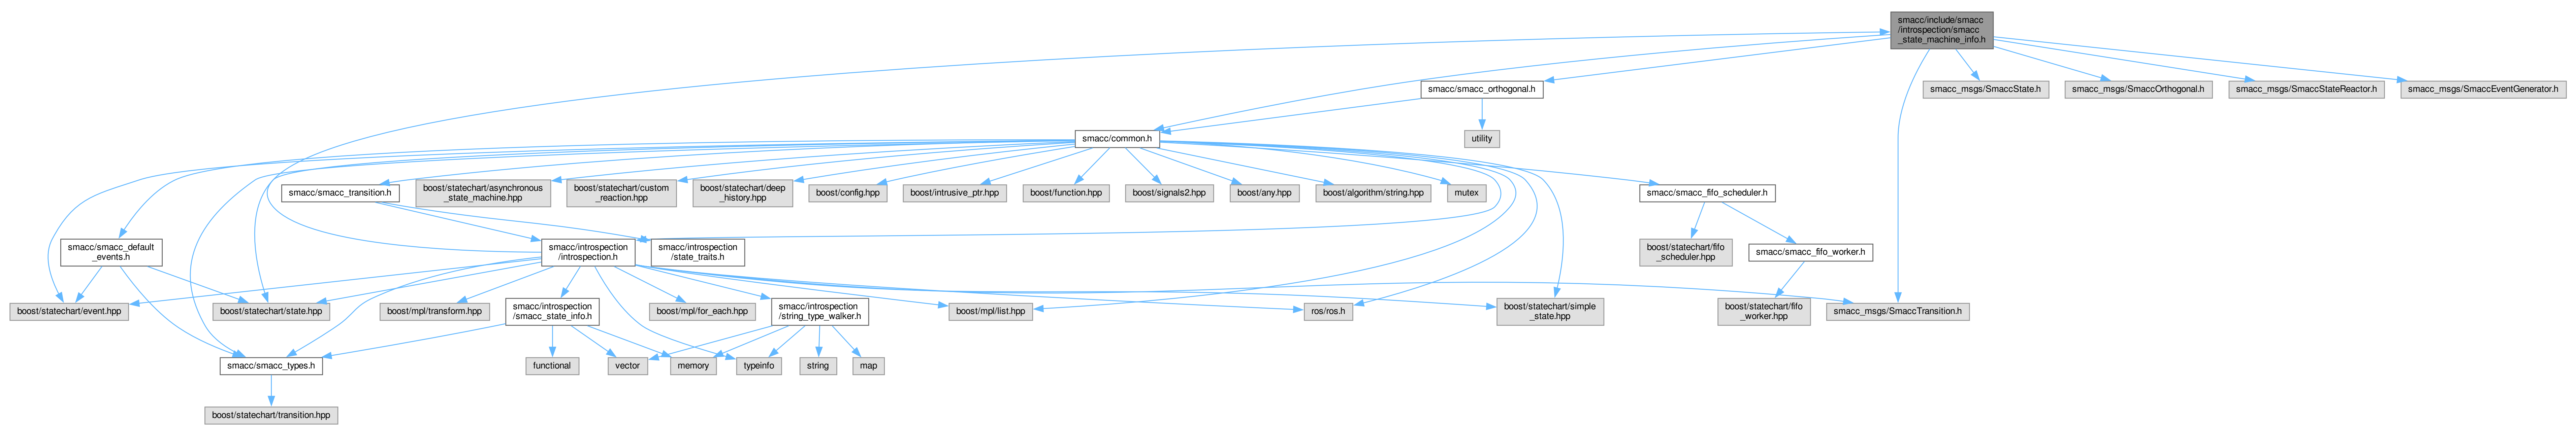 smacc/include/smacc
/introspection/smacc
_state_machine_info.h
smacc/smacc_orthogonal.h
smacc_msgs/SmaccState.h
smacc_msgs/SmaccOrthogonal.h
smacc_msgs/SmaccStateReactor.h
smacc_msgs/SmaccEventGenerator.h
smacc/common.h
utility
smacc/smacc_transition.h
boost/statechart/asynchronous
_state_machine.hpp
boost/statechart/custom
_reaction.hpp
boost/statechart/deep
_history.hpp
boost/config.hpp
boost/intrusive_ptr.hpp
boost/function.hpp
boost/signals2.hpp
boost/any.hpp
boost/algorithm/string.hpp
mutex
smacc/smacc_fifo_scheduler.h
smacc/smacc_default
_events.h
smacc/introspection
/introspection.h
smacc/introspection
/state_traits.h
boost/statechart/fifo
_scheduler.hpp
smacc/smacc_fifo_worker.h
boost/statechart/event.hpp
boost/statechart/state.hpp
boost/mpl/transform.hpp
smacc/introspection
/smacc_state_info.h
boost/mpl/for_each.hpp
smacc/introspection
/string_type_walker.h
boost/mpl/list.hpp
ros/ros.h
boost/statechart/simple
_state.hpp
boost/statechart/fifo
_worker.hpp
smacc_msgs/SmaccTransition.h
smacc/smacc_types.h
functional
vector
memory
typeinfo
string
map
boost/statechart/transition.hpp